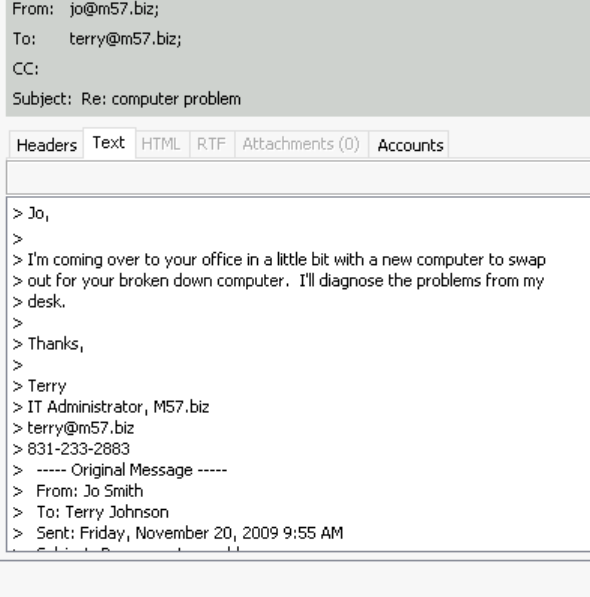 From: jo@m57.biz;
To: terry@m57.biz;
CC:
Subject: Re: computer problem
Headers Text HTML RTF Attachments (0) Accounts
> Jo,
>
> I'm coming over to your office in a little bit with a new computer to swap
> out for your broken down computer.  I'll diagnose the problems from my
> desk.
>
> Thanks,
>
> Terry
> IT Administrator, M57.biz
> terry@m57.biz
> 831-233-2883
>  ----- Original Message -----
>  From: Jo Smith
>  To: Terry Johnson
>  Sent: Friday, November 20, 2009 9:55 AM